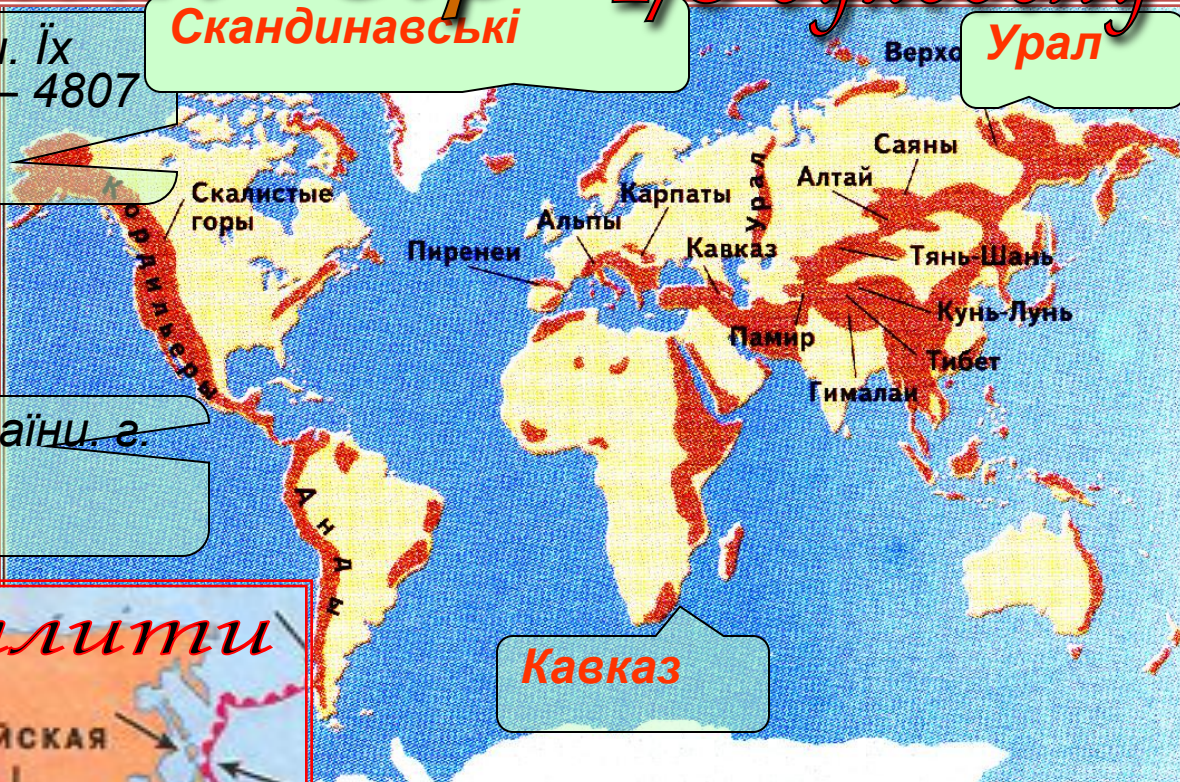 Скандинавські
Урал
Їх
– 4807
Верхо
Саяны
Алтай
Скалистые
горы
Карпаты
Альпы
Урал
Пиренеи
Кавказ
Тянь-Шань
Кордильеры
Кунь-Лунь
Памир
Тибет
Гималаи
аїни. г.
Анды
лити
Кавказ
ЙСКАЯ